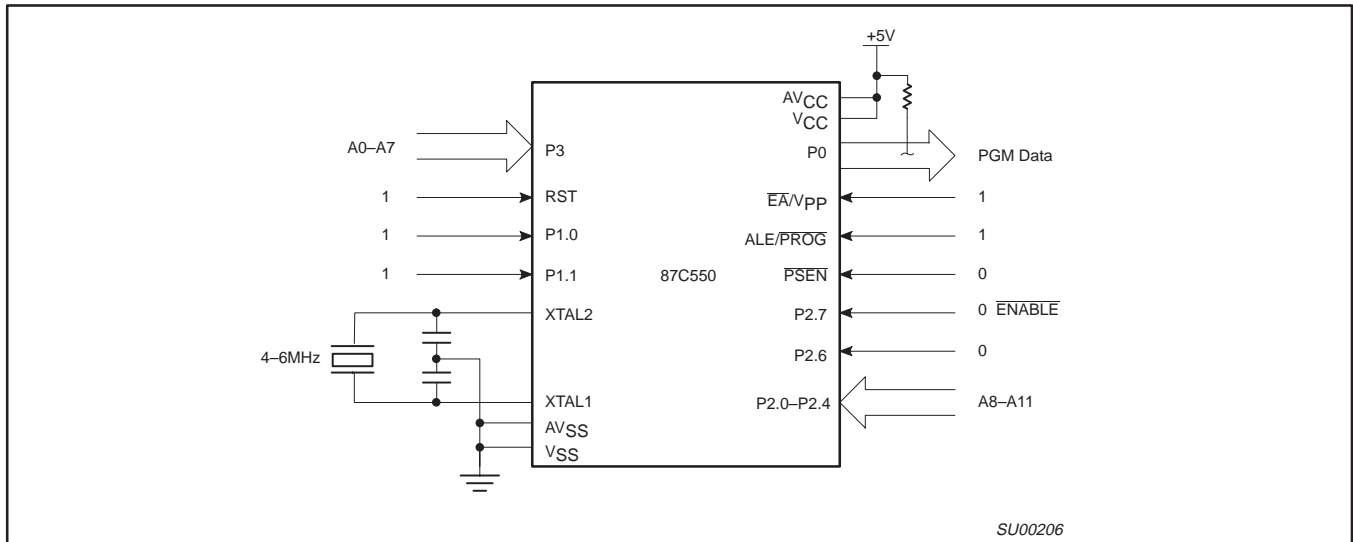 +5V
AVCC
VCC
A0–A7
P3
P0
PGM Data
1
RST
EA/VPP
1
1
P1.0
ALE/PROG
1
1
P1.1
87C550
PSEN
0
XTAL2
P2.7
0 ENABLE
4–6MHz
P2.6
0
XTAL1
P2.0–P2.4
A8–A11
AVSS
VSS
SU00206